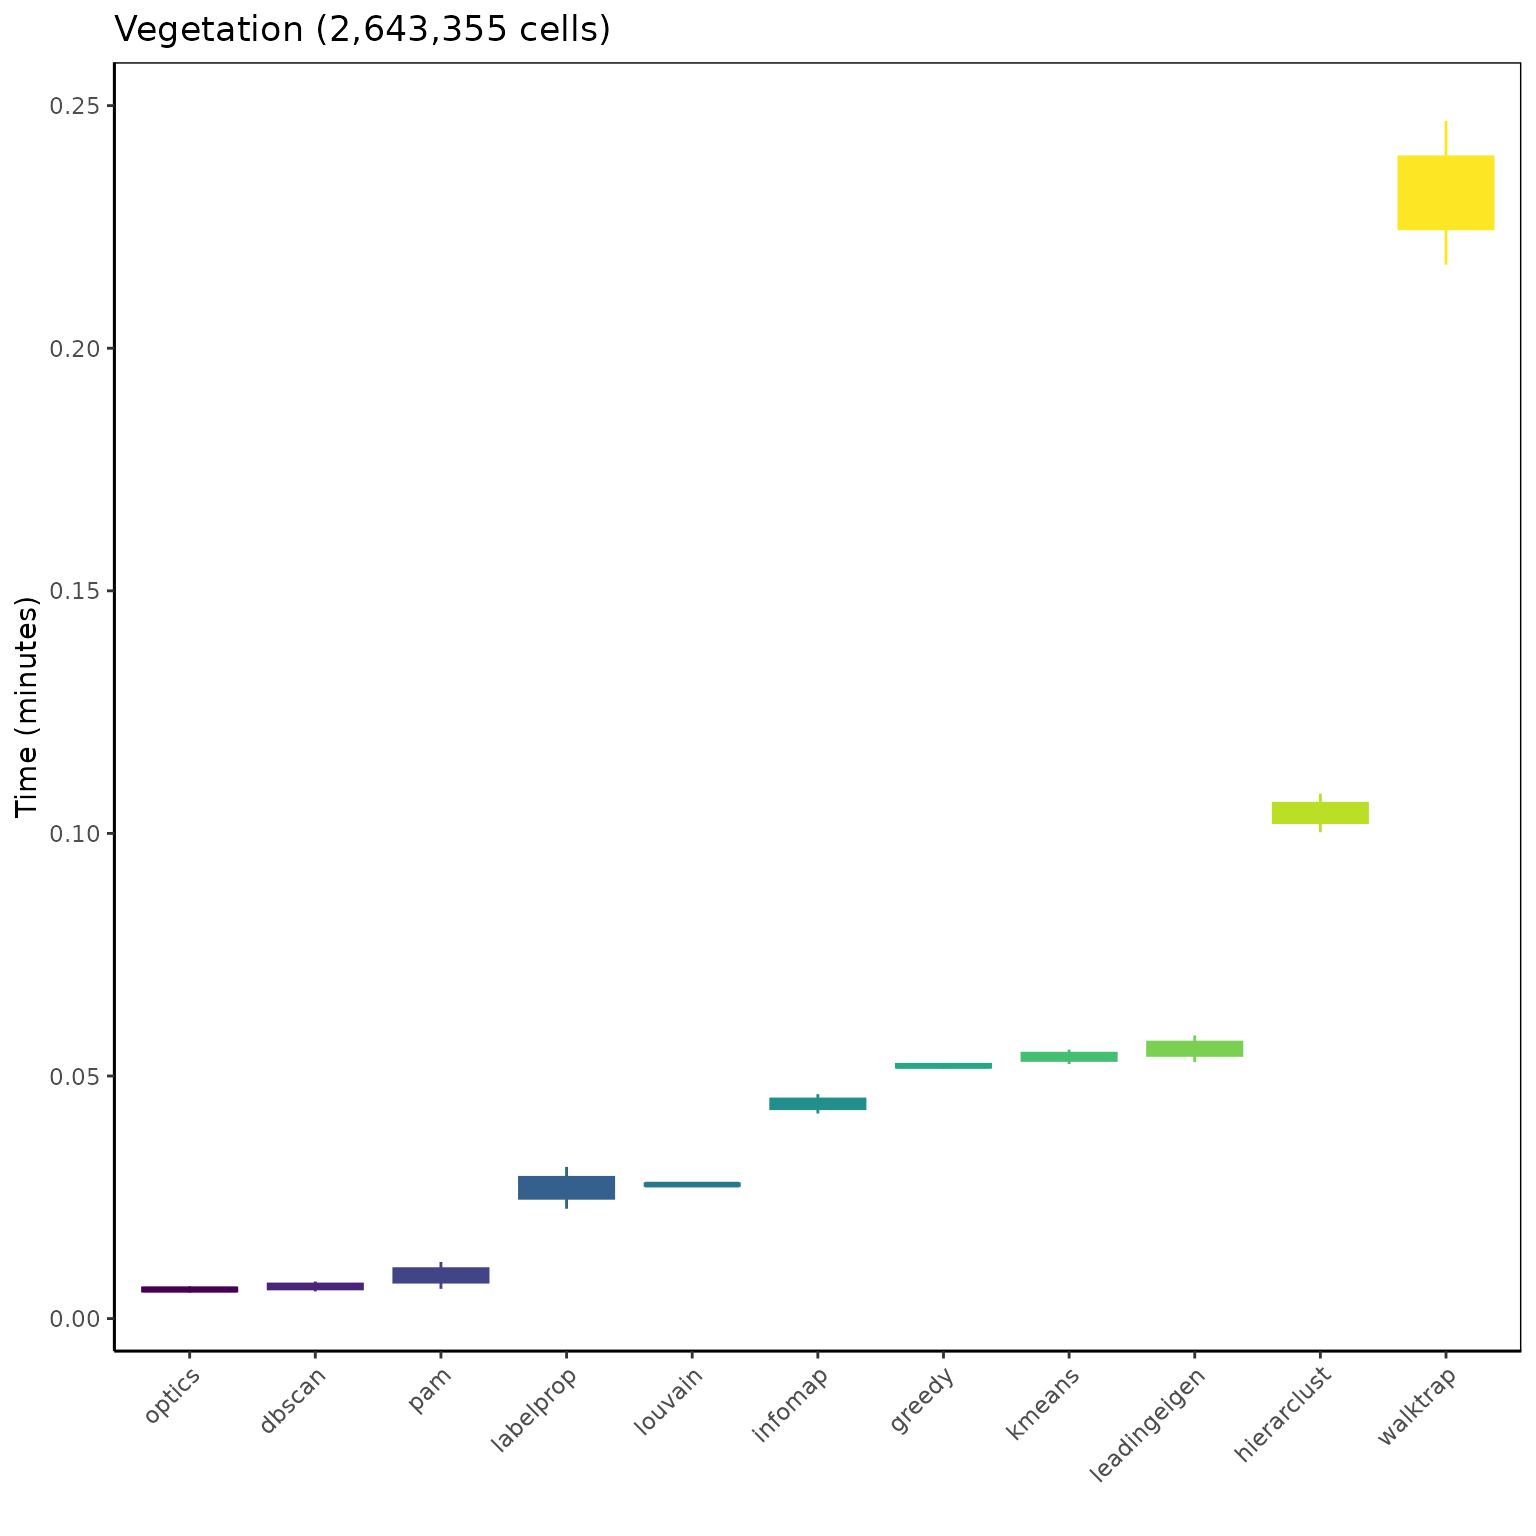 Vegetation (2,643,355 cells)
Time (minutes)
0.25
0.20
0.15
0.10
0.05
0.00
optics
dbscan
pam
labelprop
louvain
infomap
greedy
kmeans
leadingeigen
hierarclust
walktrap